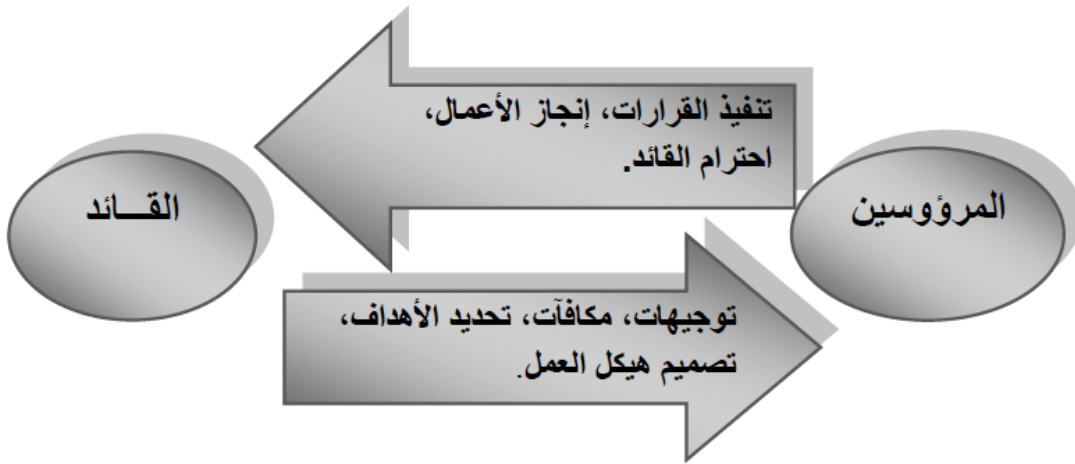 تنفيذ القرارات، إنجاز الأعمال،
احترام القائد.
المرؤوسين
القـــائد
توجيهات، مكافآت، تحديد الأهداف،
تصميم هيكل العمل.